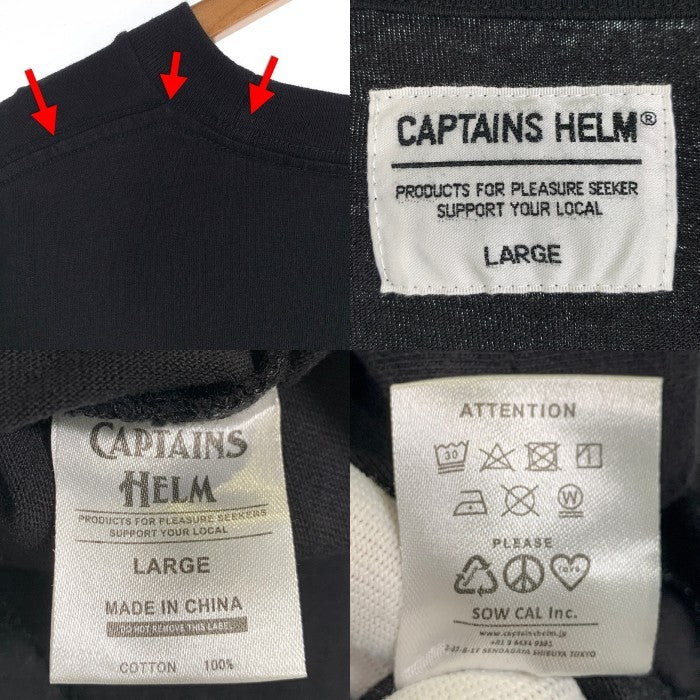 CAPTAINS HELM®
PRODUCTS FOR PLEASURE SEEKER
SUPPORT YOUR LOCAL
LARGE
CAPTAINS
HELM
PRODUCTS FOR PLEASURE SEEKERS
SUPPORT YOUR LOCAL
LARGE
MADE IN CHINA
DO NOT REMOVE THIS LABEL
COTTON 100%
ATTENTION
30
W
PLEASE
love
SOW CAL Inc.
www.captainshelm.jp
SENDAGAYA SHIBUYA TOKYO